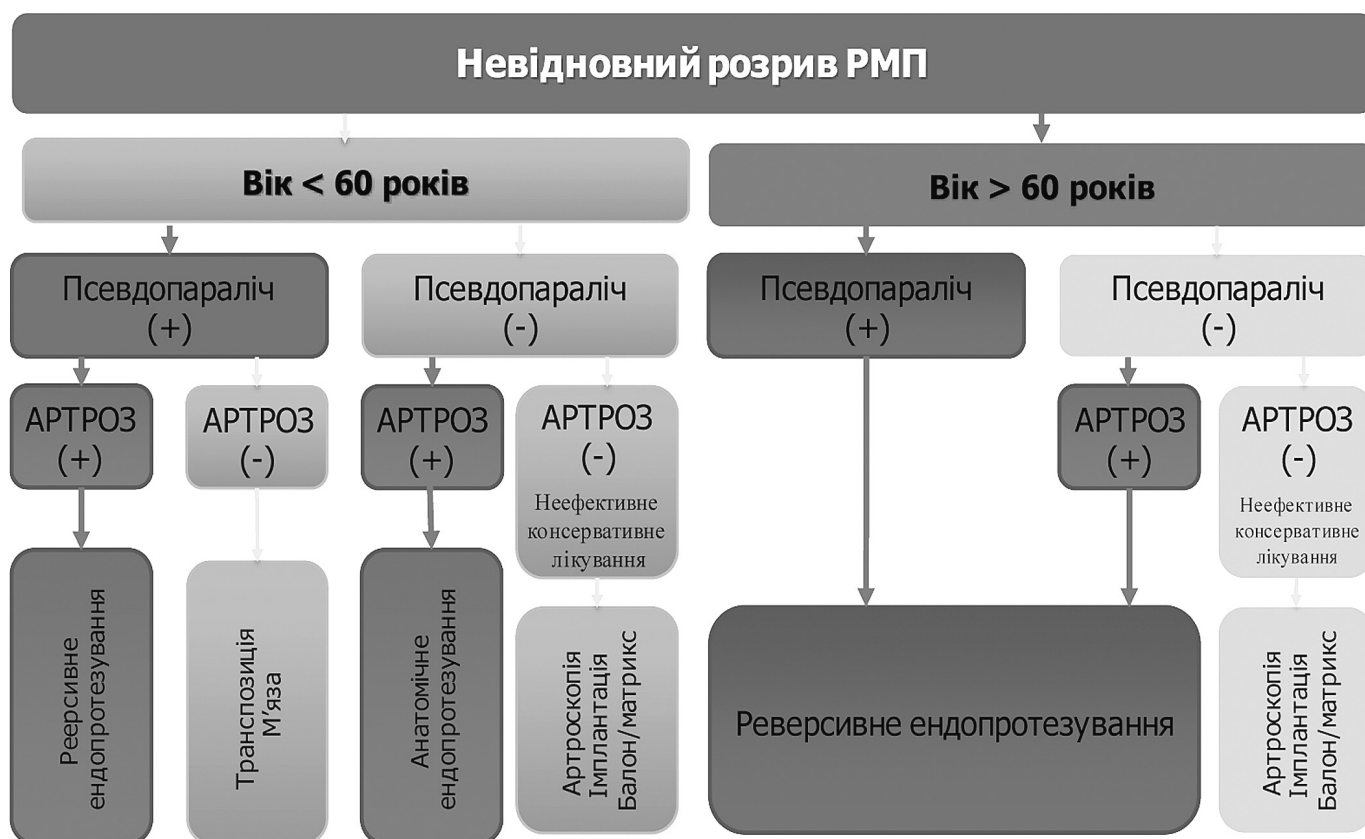 Невідновний розрив РМП
Вік < 60 років
Вік > 60 років
Псевдопараліч
(+)
Псевдопараліч
(-)
Псевдопараліч
(+)
Псевдопараліч
(-)
АРТРОЗ
(+)
АРТРОЗ
(-)
АРТРОЗ
(+)
АРТРОЗ
(-)
Неефективне
консервативне
лікування
АРТРОЗ
(+)
АРТРОЗ
(-)
Неефективне
консервативне
лікування
Реерсивне
ендопротезування
Транспозиція
М'яза
Анатомічне
ендопротезування
Артроскопія
Імплантація
Балон/матрикс
Реверсивне ендопротезування
Артроскопія
Імплантація
Балон/матрикс